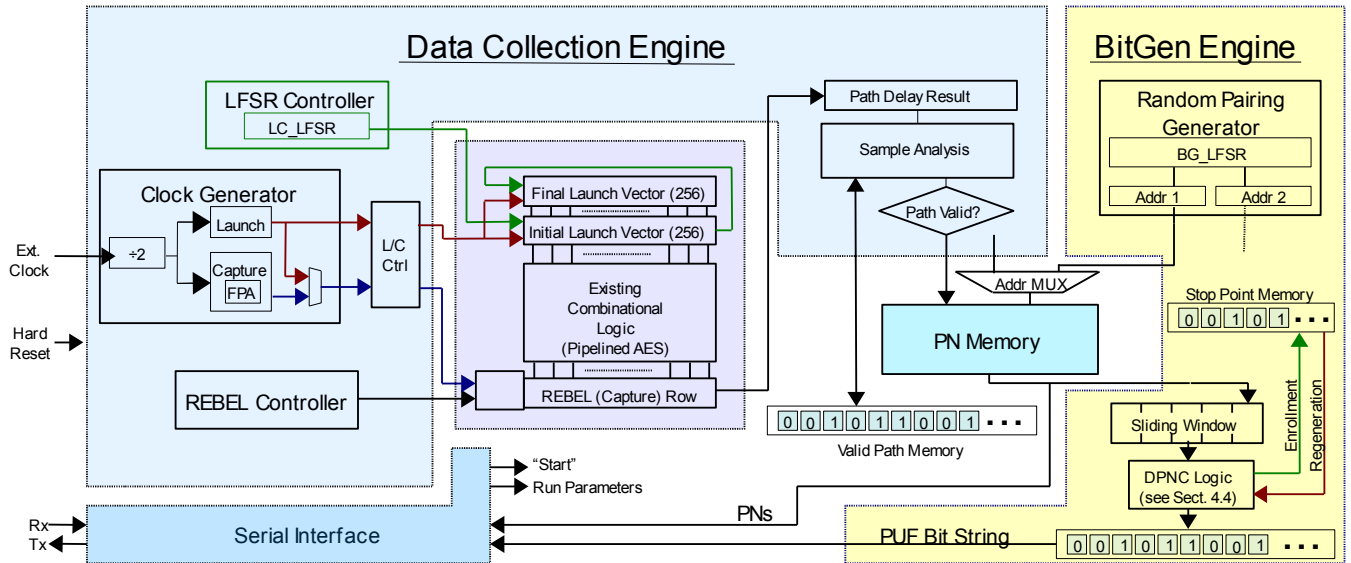 Data Collection Engine
BitGen Engine
LFSR Controller
LC_LFSR
Path Delay Result
Sample Analysis
Path Valid?
Random Pairing
Generator
BG_LFSR
Addr 1
Addr 2
Clock Generator
Launch
÷2
Capture
FPA
Ext.
Clock
Hard
Reset
L/C
Ctrl
Final Launch Vector (256)
Initial Launch Vector (256)
Existing
Combinational
Logic
(Pipelined AES)
REBEL (Capture) Row
REBEL Controller
Addr MUX
PN Memory
Stop Point Memory
0 0 1 0 1 ...
0 0 1 0 1 1 0 0 1 ...
Valid Path Memory
Enrollment
Regeneration
Sliding Window
DPNC Logic
(see Sect. 4.4)
"Start"
Run Parameters
Rx
Tx
Serial Interface
PNs
PUF Bit String
0 0 1 0 1 1 0 0 1 ...